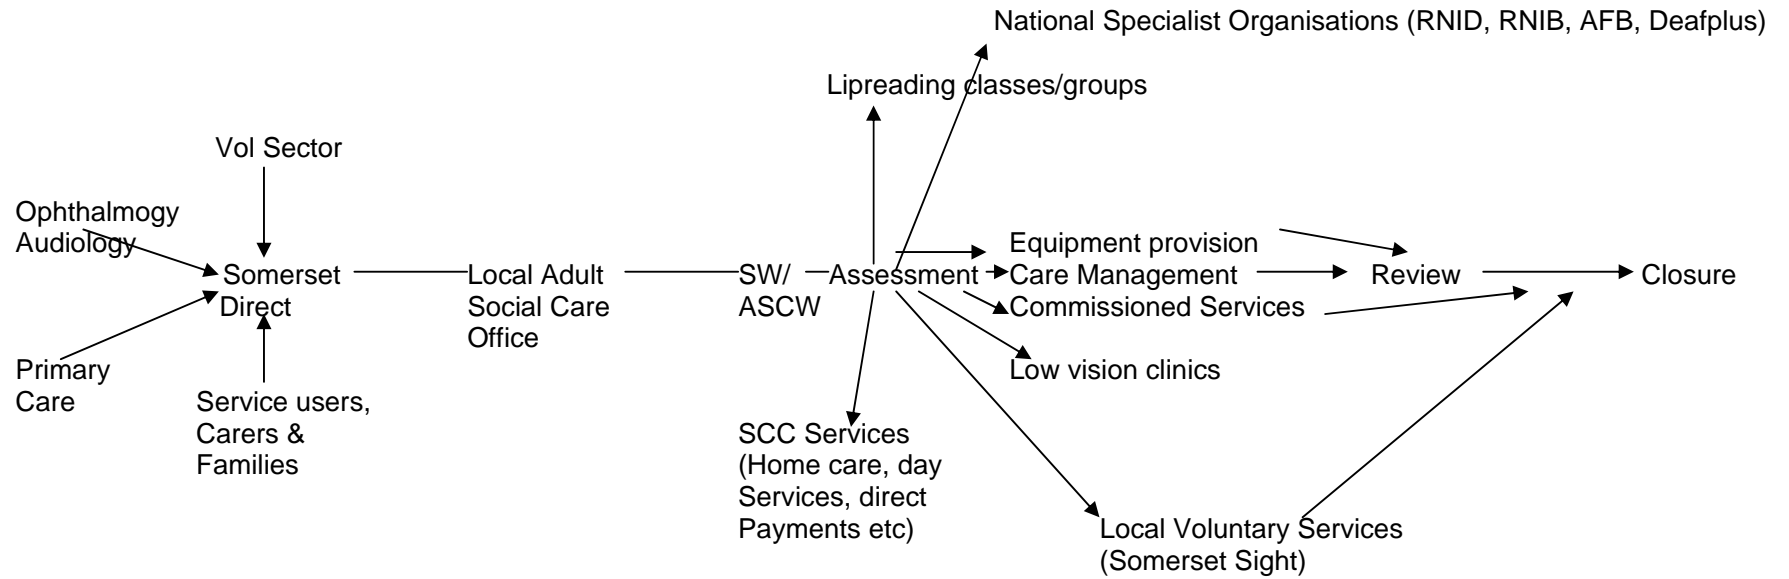 National Specialist Organisations (RNID, RNIB, AFB, Deafplus)
Lipreading classes/groups
Vol Sector
Ophthalmogy
Audiology
Somerset
Direct
Primary
Care
Service users,
Carers &
Families
Local Adult
Social Care
Office
SW/
ASCW
Assessment
Equipment provision
Care Management
Commissioned Services
Low vision clinics
SCC Services
(Home care, day
Services, direct
Payments etc)
Local Voluntary Services
(Somerset Sight)
Review
Closure